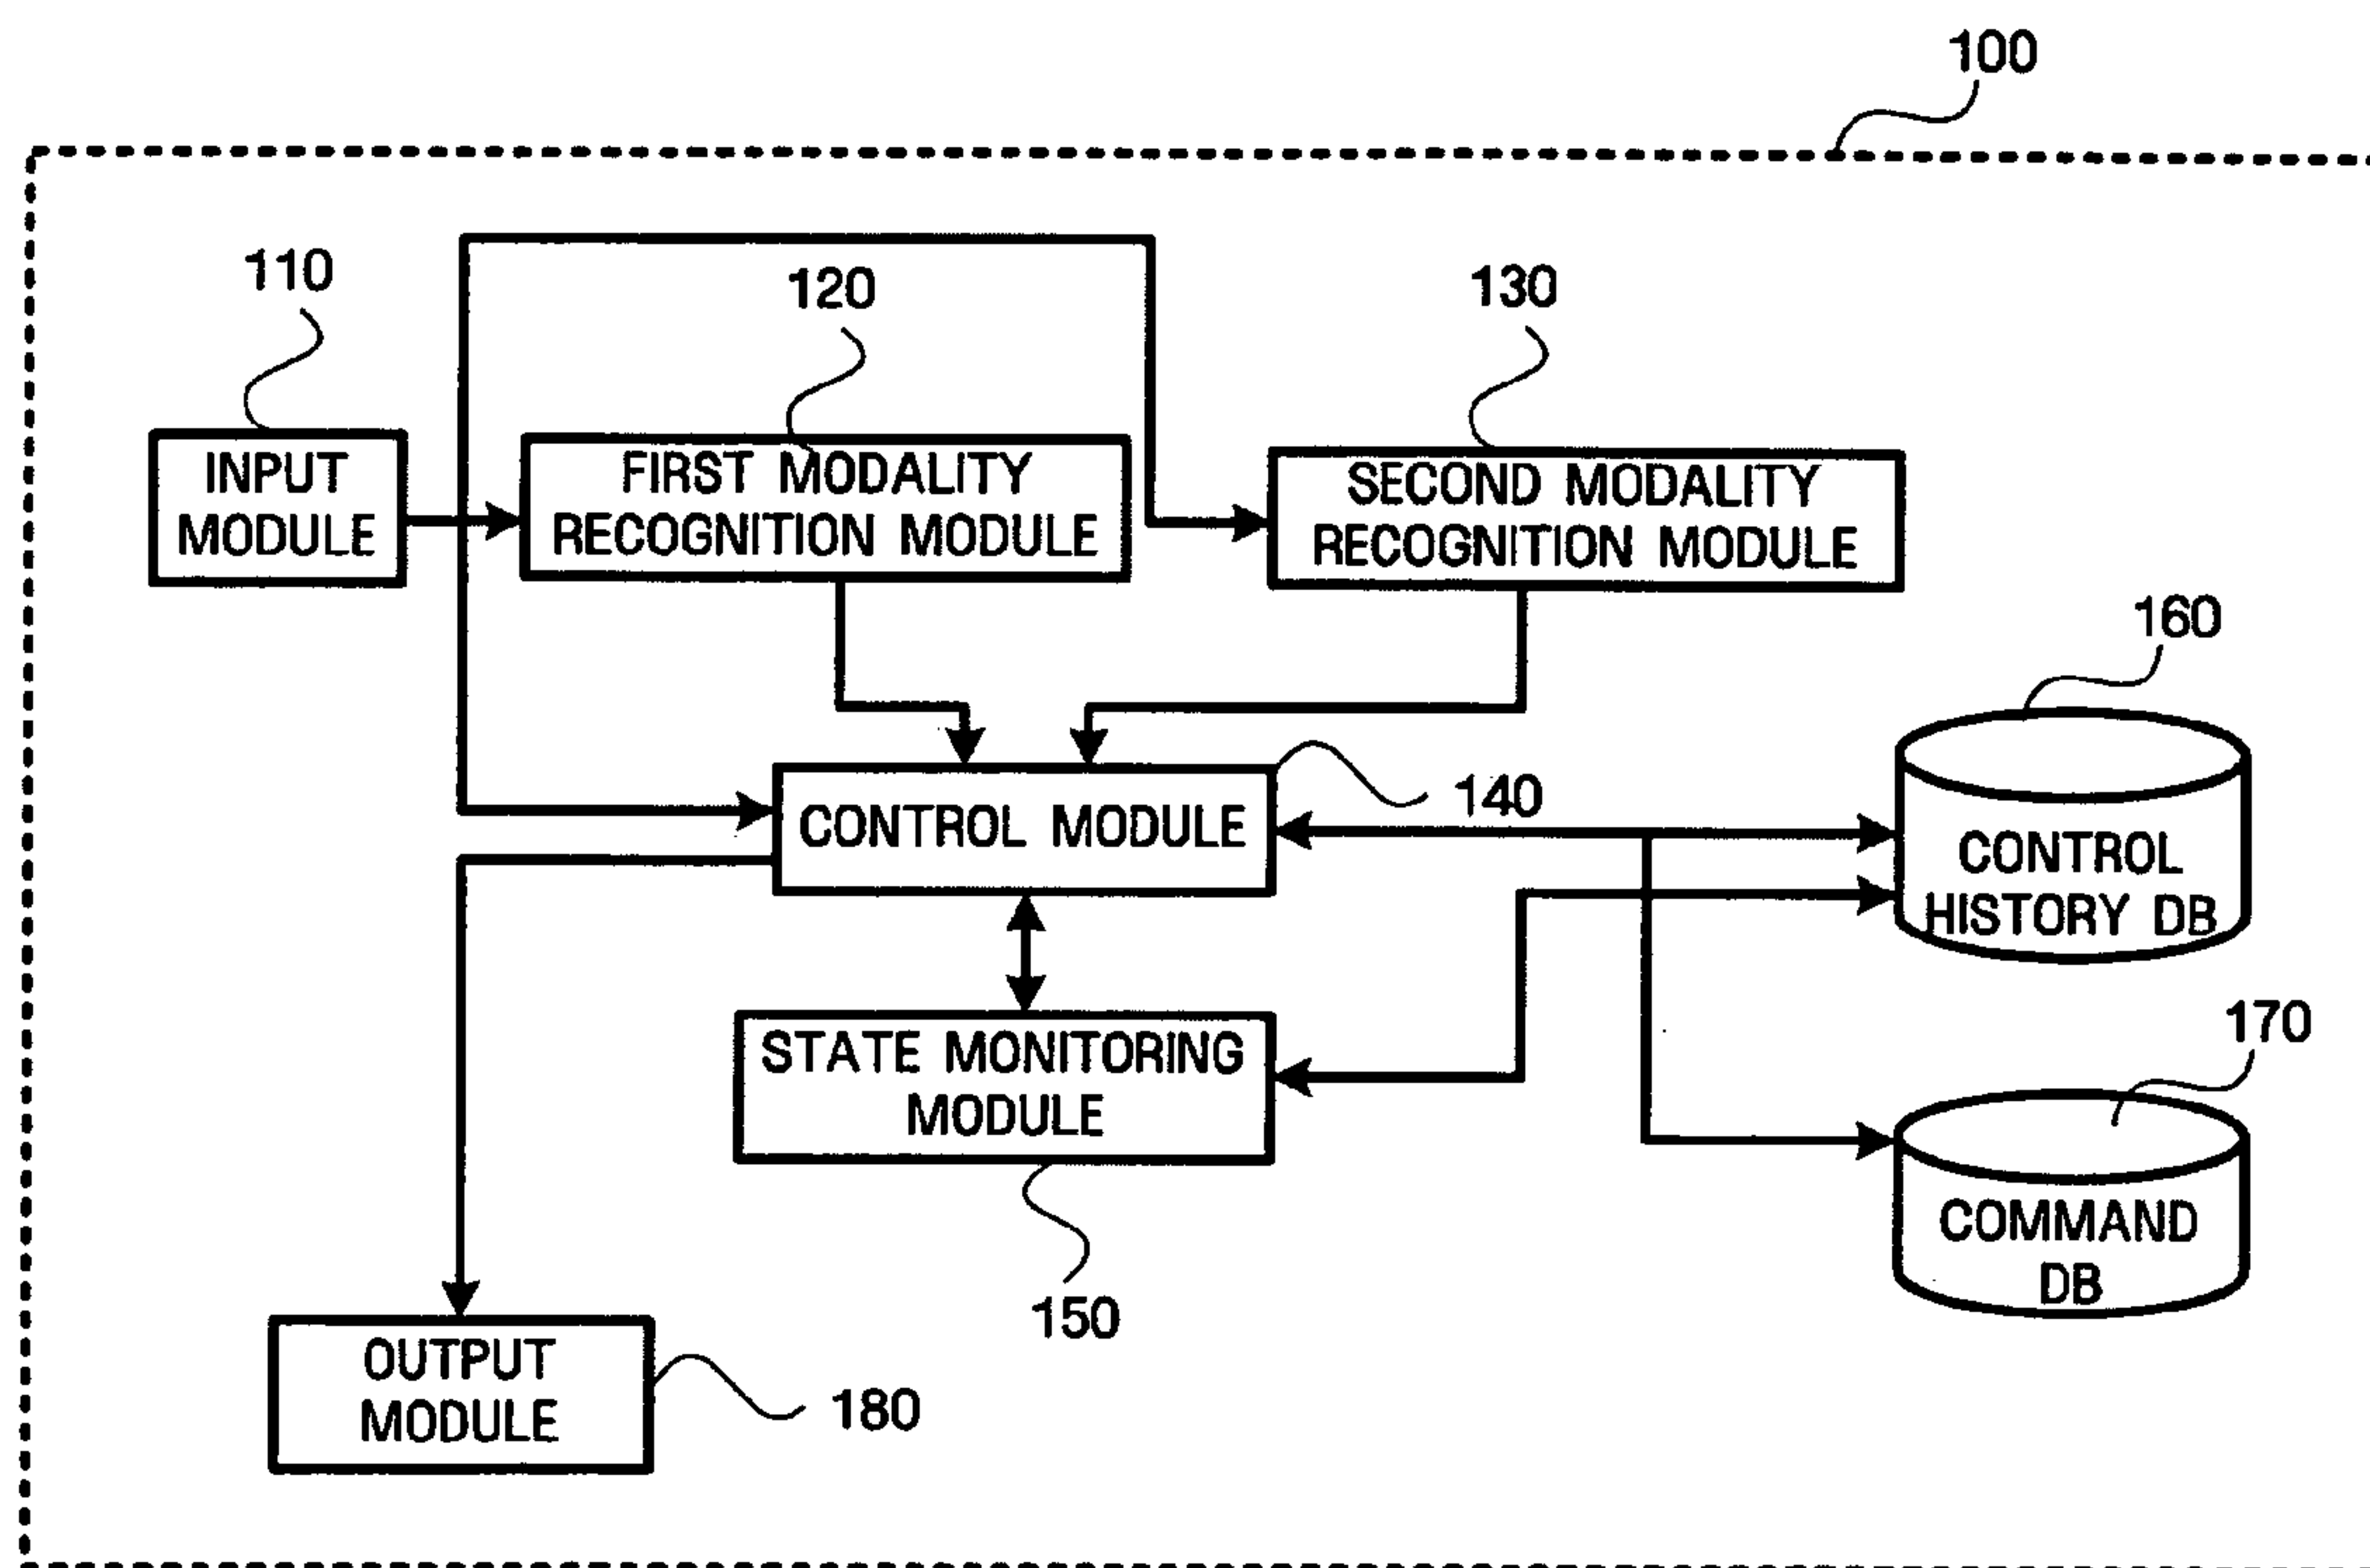 100
110
120
130
INPUT
MODULE
FIRST MODALITY
RECOGNITION MODULE
SECOND MODALITY
RECOGNITION MODULE
160
140
CONTROL MODULE
CONTROL
HISTORY DB
170
STATE MONITORING
MODULE
COMMAND
DB
150
OUTPUT
MODULE
180